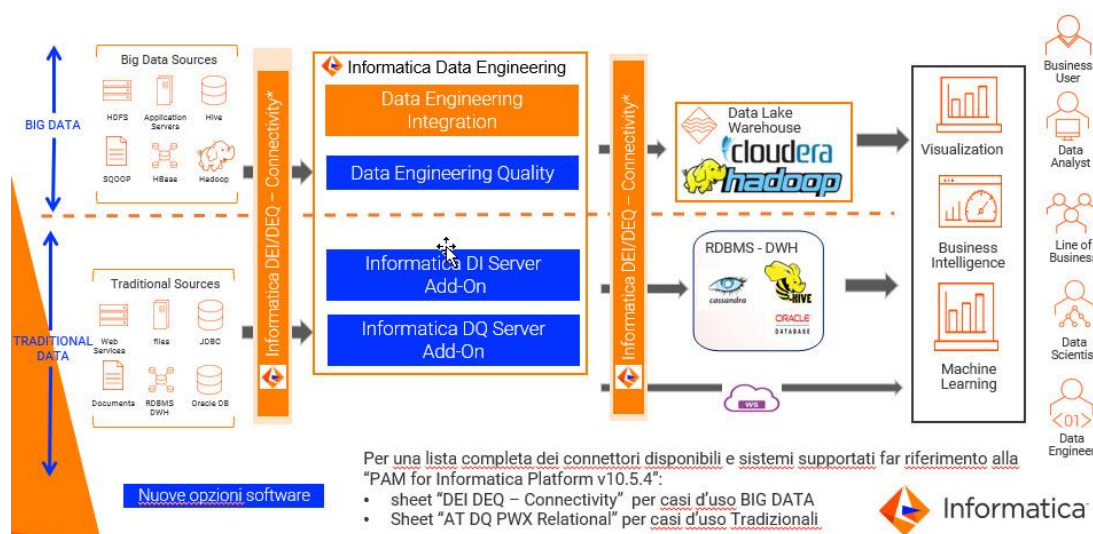 BIG DATA
Big Data Sources
HDFS
Application
Servers
Hive
SQOOP
HBase
Hadoop
TRADITIONAL
DATA
Traditional Sources
Web
Services
files
JDBC
Documents
RDBMS
DWH
Oracle DB
Informatica DEI/DEQ – Connectivity*
Informatica Data Engineering
Data Engineering
Integration
Data Engineering Quality
Informatica DI Server
Add-On
Informatica DQ Server
Add-On
Informatica DEI/DEQ – Connectivity*
Data Lake
Warehouse
cloudera
hadoop
RDBMS - DWH
cassandra
HIVE
ORACLE
DATABASE
WS
Visualization
Business
Intelligence
Machine
Learning
Business
User
Data
Analyst
Line of
Business
Data
Scientis
<01>
Data
Engineer
Nuove opzioni software
Per una lista completa dei connettori disponibili e sistemi supportati far riferimento alla
“PAM for Informatica Platform v10.5.4”:
• sheet “DEI DEQ – Connectivity” per casi d’uso BIG DATA
• Sheet “AT DQ PWX Relational” per casi d’uso Tradizionali
Informatica